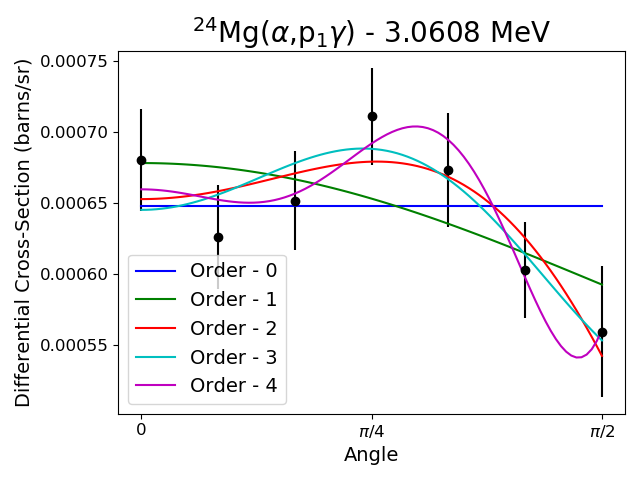 ²⁴Mg(α,p₁γ) - 3.0608 MeV
Differential Cross-Section (barns/sr)
0.00075
0.00070
0.00065
0.00060
0.00055
Order - 0
Order - 1
Order - 2
Order - 3
Order - 4
0
π/4
π/2
Angle